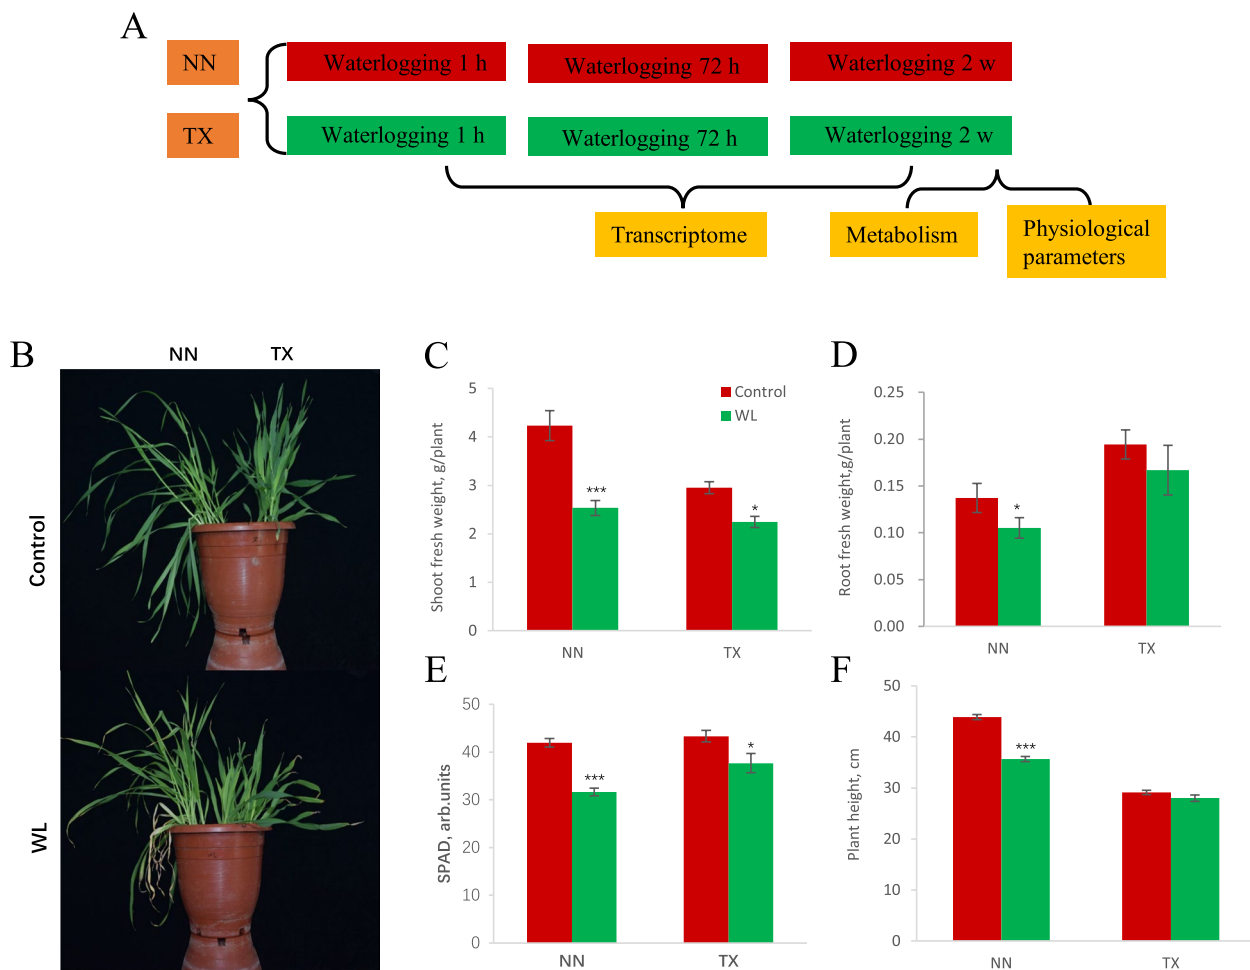 A
NN
Waterlogging 1 h
Waterlogging 72 h
Waterlogging 2 w
TX
Waterlogging 1 h
Waterlogging 72 h
Waterlogging 2 w
Transcriptome
Metabolism
Physiological
parameters
B
NN
TX
Control
WL
C
Shoot fresh weight, g/plant
5
4
3
2
1
0
Control
WL
***
*
NN
TX
D
Root fresh weight,g/plant
0.25
0.20
0.15
0.10
0.05
0.00
*
NN
TX
E
SPAD, arb.units
50
40
30
20
10
0
***
*
NN
TX
F
Plant height, cm
50
40
30
20
10
0
***
NN
TX